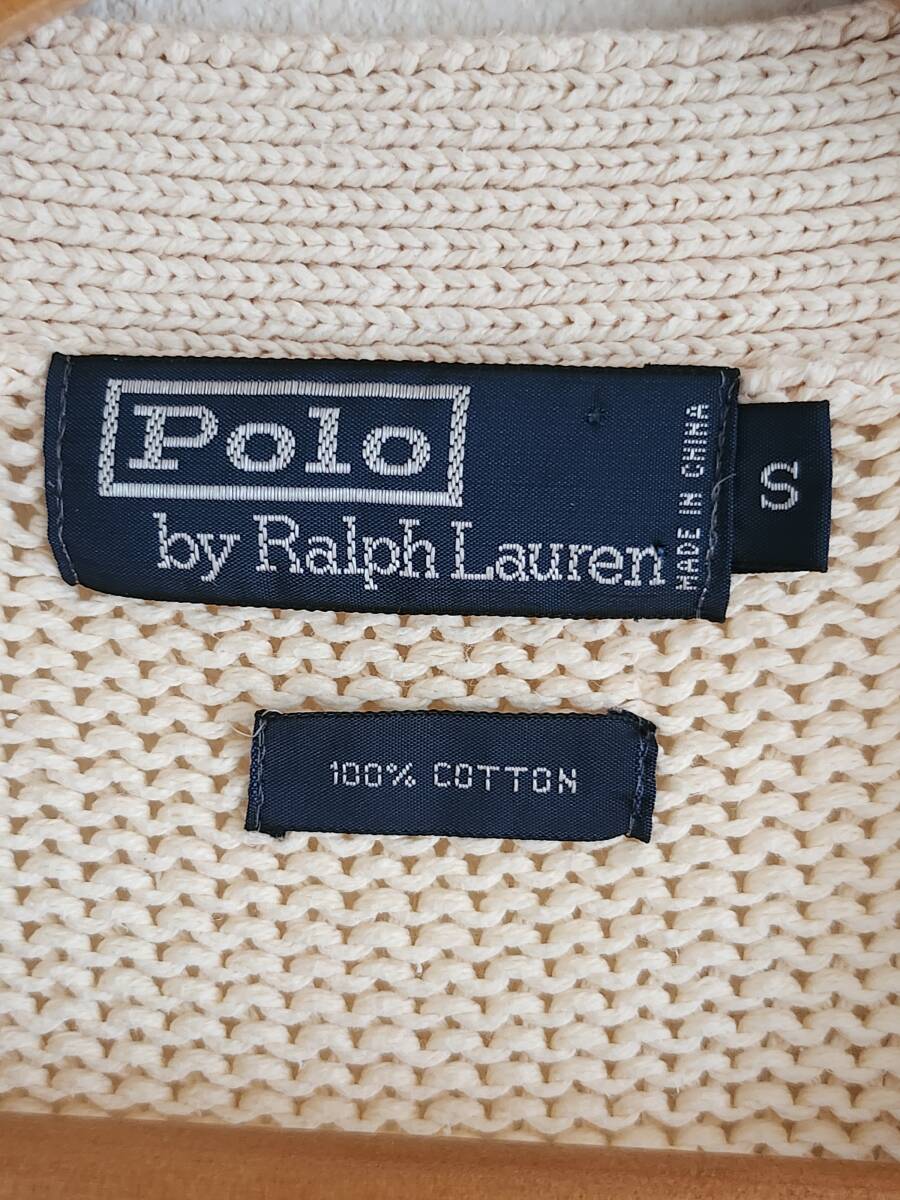 Polo
by Ralph Lauren
MADE IN CHINA
S
100% COTTON